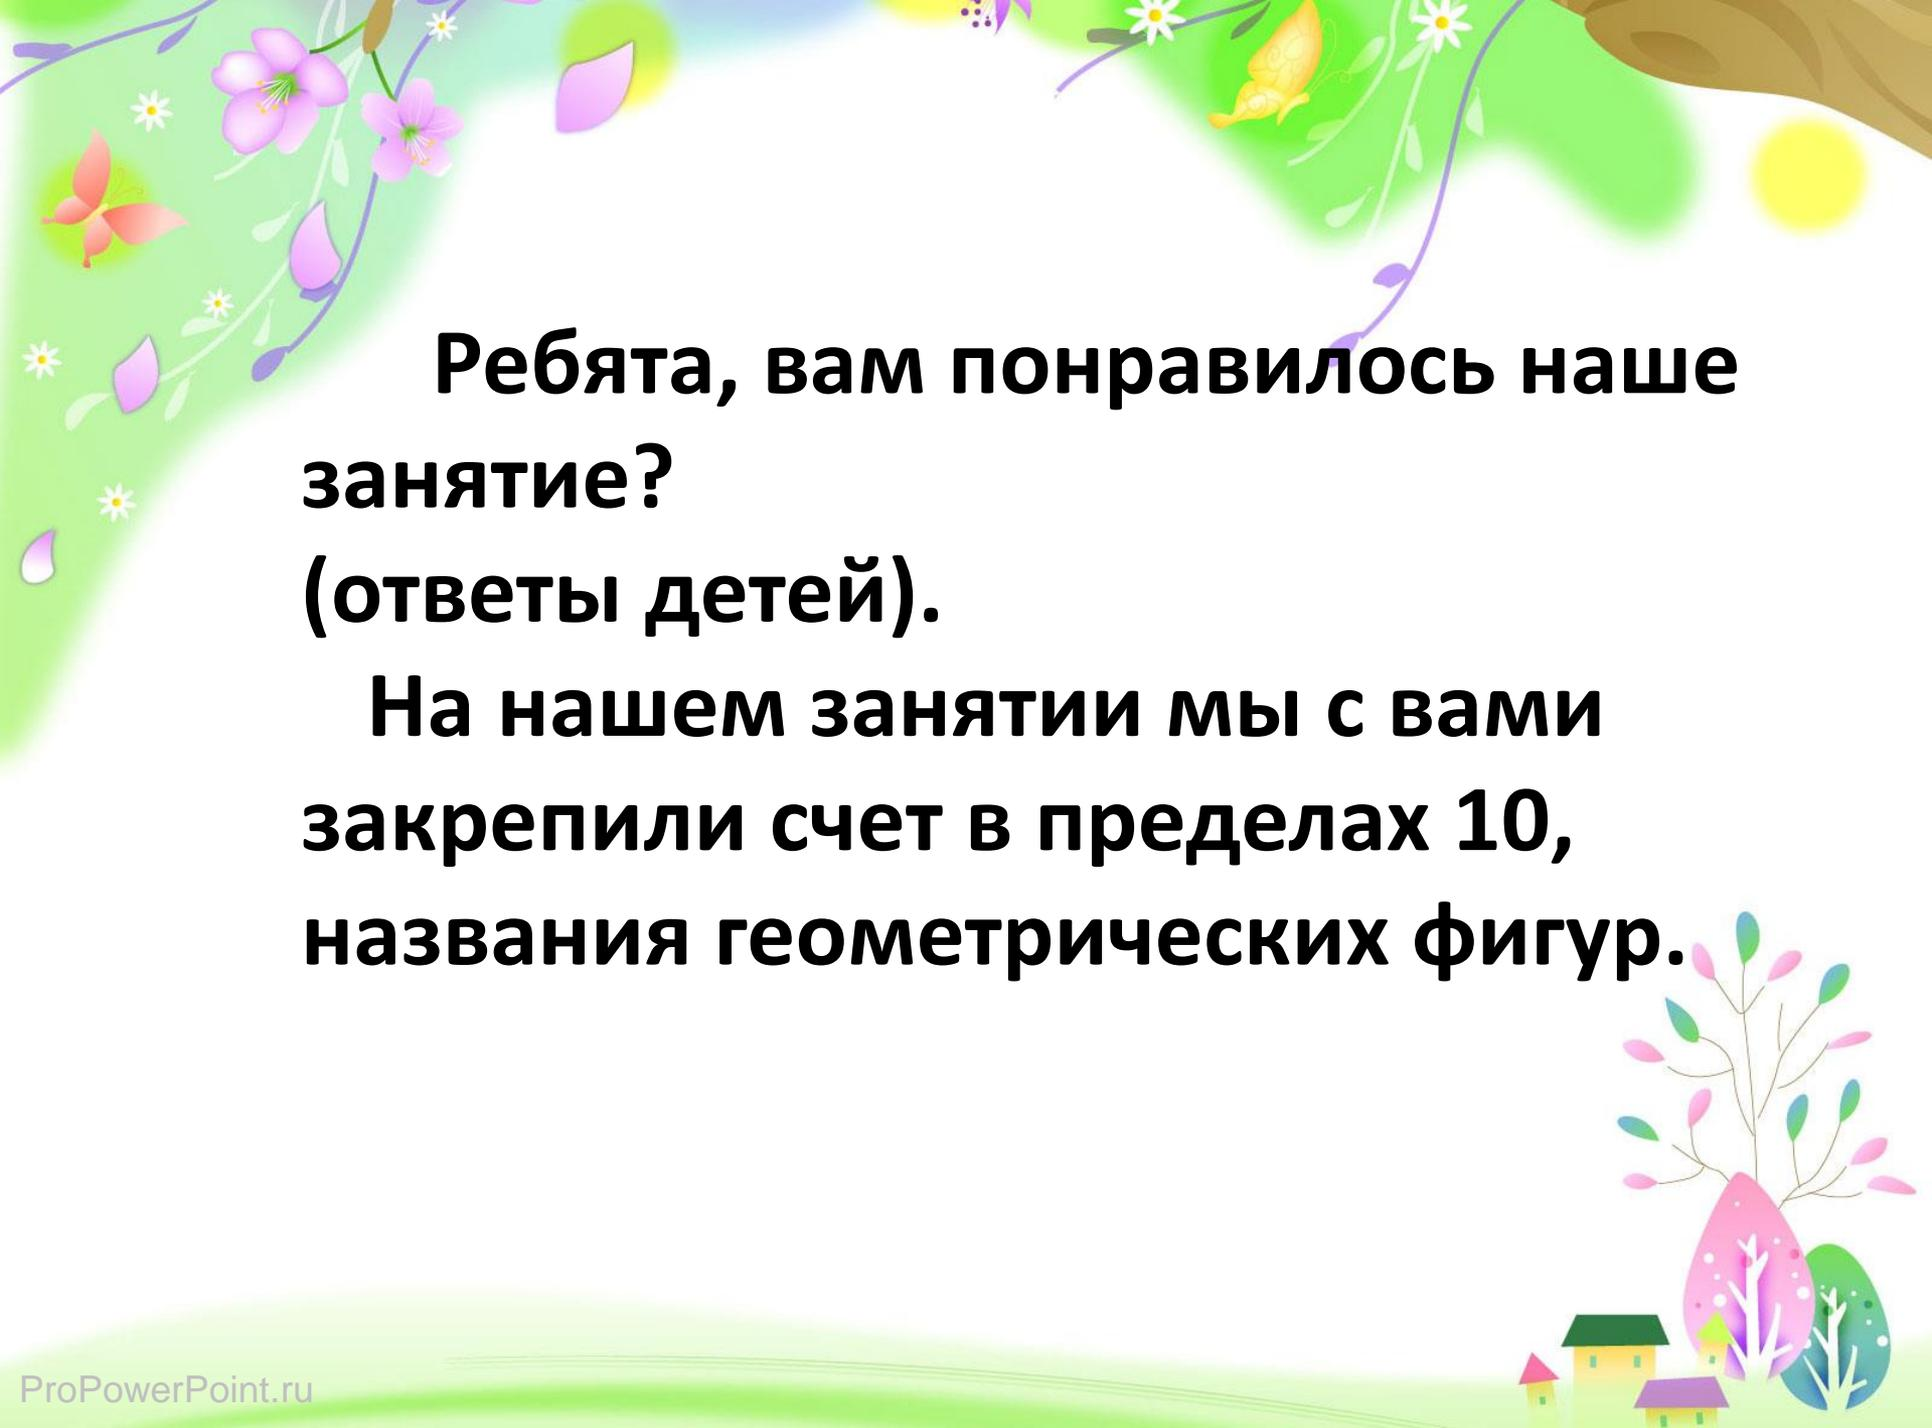 Ребята, вам понравилось наше
занятие?
(ответы детей).
На нашем занятии мы с вами
закрепили счет в пределах 10,
названия геометрических фигур.
ProPowerPoint.ru